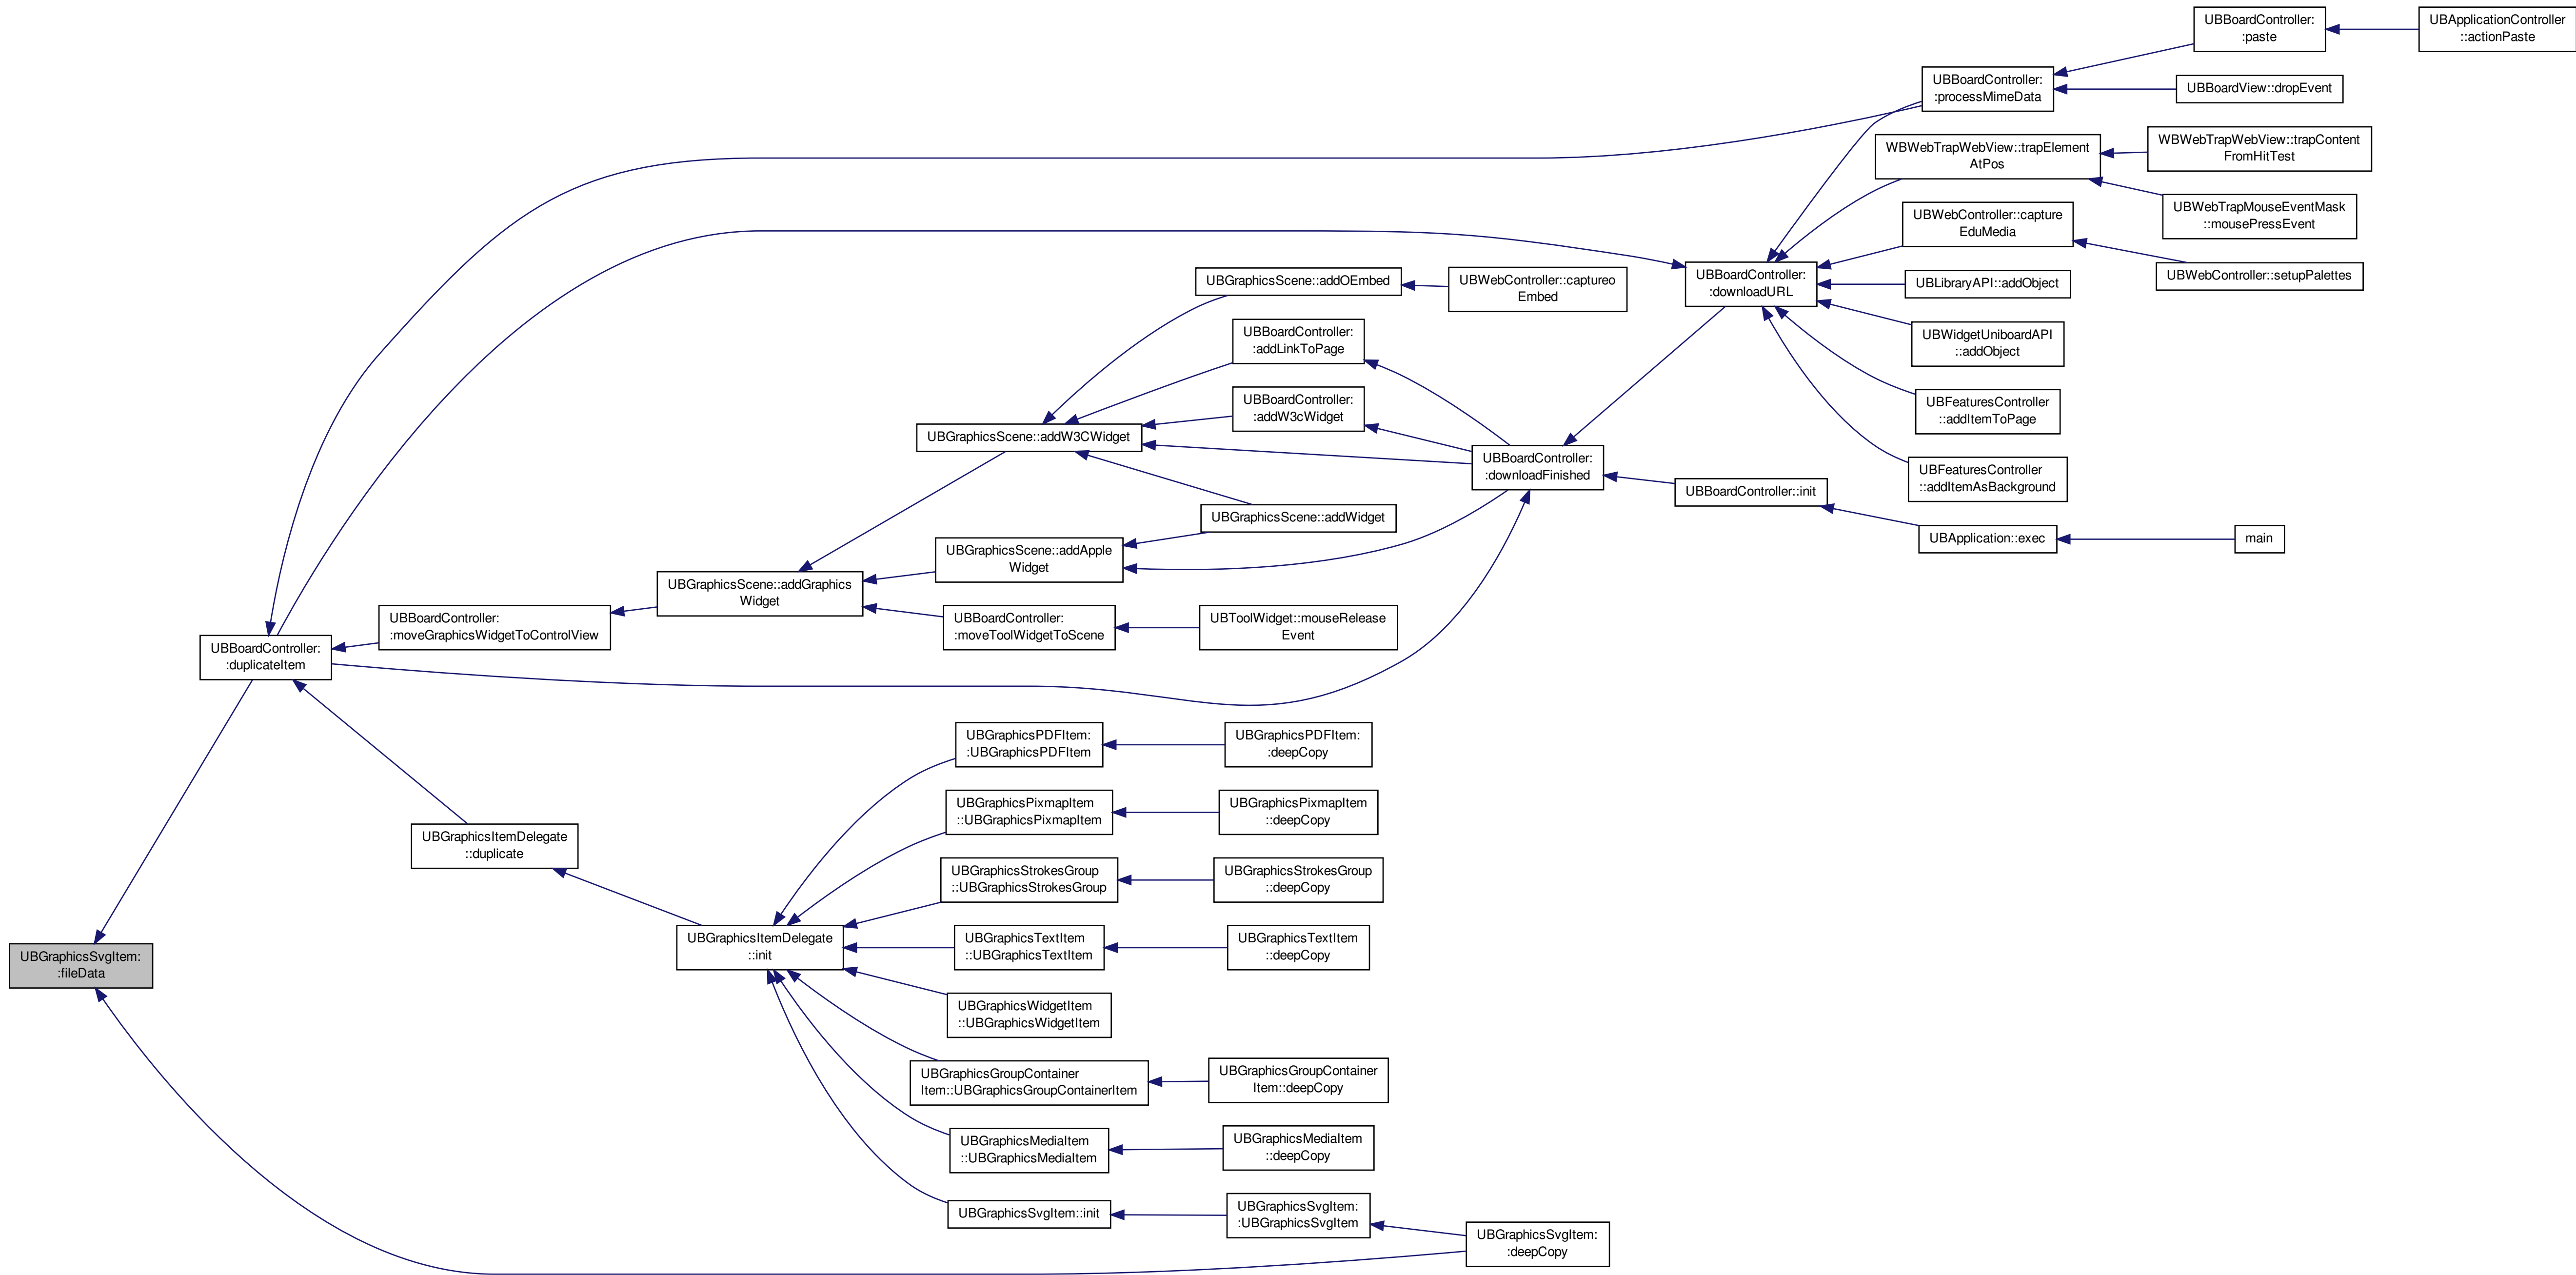 UBBoardController:
:paste
UBApplicationController
::actionPaste
UBBoardController:
:processMimeData
UBBoardView::dropEvent
WBWebTrapWebView::trapElement
AtPos
WBWebTrapWebView::trapContent
FromHitTest
UBWebTrapMouseEventMask
::mousePressEvent
UBWebController::capture
EduMedia
UBWebController::setupPalettes
UBBoardController:
:downloadURL
UBLibraryAPI::addObject
UBWidgetUniboardAPI
::addObject
UBFeaturesController
::addItemToPage
UBFeaturesController
::addItemAsBackground
UBGraphicsScene::addOEmbed
UBWebController::captureo
Embed
UBBoardController:
:addLinkToPage
UBBoardController:
:addW3cWidget
UBGraphicsScene::addW3CWidget
UBBoardController:
:downloadFinished
UBBoardController::init
UBApplication::exec
main
UBGraphicsScene::addWidget
UBGraphicsScene::addApple
Widget
UBGraphicsScene::addGraphics
Widget
UBBoardController:
:moveGraphicsWidgetToControlView
UBBoardController:
:moveToolWidgetToScene
UBToolWidget::mouseRelease
Event
UBBoardController:
:duplicateItem
UBGraphicsPDFItem:
:UBGraphicsPDFItem
UBGraphicsPDFItem:
:deepCopy
UBGraphicsPixmapItem
::UBGraphicsPixmapItem
UBGraphicsPixmapItem
::deepCopy
UBGraphicsItemDelegate
::duplicate
UBGraphicsStrokesGroup
::UBGraphicsStrokesGroup
UBGraphicsStrokesGroup
::deepCopy
UBGraphicsItemDelegate
::init
UBGraphicsTextItem
::UBGraphicsTextItem
UBGraphicsTextItem
::deepCopy
UBGraphicsSvgItem:
:fileData
UBGraphicsWidgetItem
::UBGraphicsWidgetItem
UBGraphicsGroupContainer
Item::UBGraphicsGroupContainerItem
UBGraphicsGroupContainer
Item::deepCopy
UBGraphicsMediaItem
::UBGraphicsMediaItem
UBGraphicsMediaItem
::deepCopy
UBGraphicsSvgItem::init
UBGraphicsSvgItem:
:UBGraphicsSvgItem
UBGraphicsSvgItem:
:deepCopy